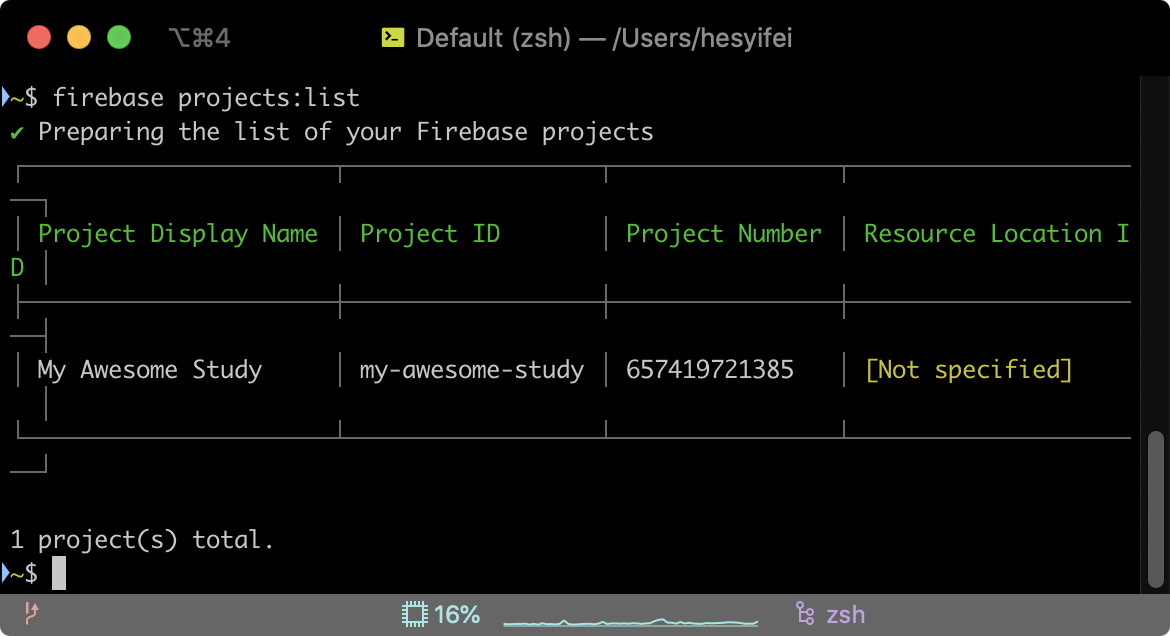 ⌥⌘4 Default (zsh) — /Users/hesyifei
~$ firebase projects:list
✔ Preparing the list of your Firebase projects
Project Display Name │ Project ID │ Project Number │ Resource Location I
D │
My Awesome Study │ my-awesome-study │ 657419721385 │ [Not specified]
1 project(s) total.
~$
16% zsh